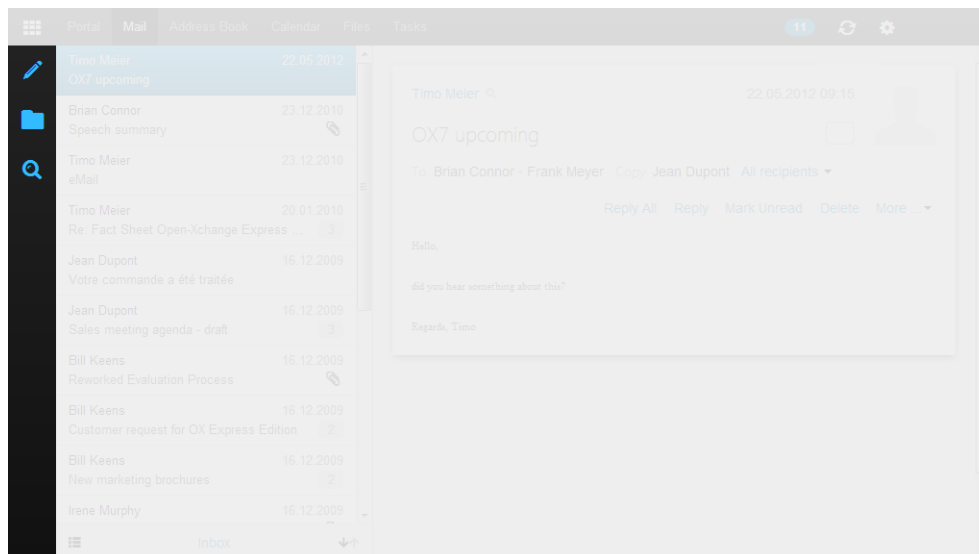 Portal Mail Address Book Calendar Files Tasks 11
Timo Meier 22.05.2012
OX7 upcoming
Brian Connor 23.12.2010
Speech summary
Timo Meier 23.12.2010
eMail
Timo Meier 20.01.2010
Re: Fact Sheet Open-Xchange Express ... 3
Jean Dupont 16.12.2009
Votre commande a été traitée
Jean Dupont 16.12.2009
Sales meeting agenda - draft 3
Bill Keens 16.12.2009
Reworked Evaluation Process
Bill Keens 16.12.2009
Customer request for OX Express Edition 2
Bill Keens 16.12.2009
New marketing brochures 2
Irene Murphy 16.12.2009
Inbox
Timo Meier 22.05.2012 09:15
OX7 upcoming
To: Brian Connor - Frank Meyer Copy: Jean Dupont All recipients
Reply All Reply Mark Unread Delete More ...
Hello,
did you hear something about this?
Regards, Timo